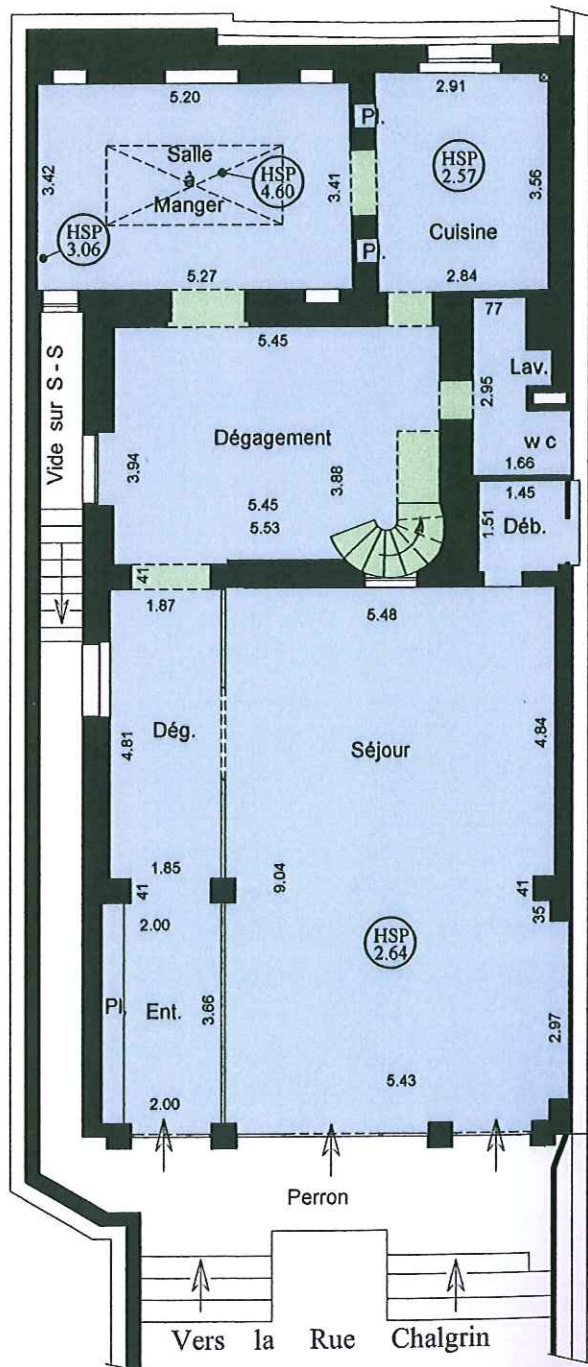 5.20
2.91
Pl.
Salle
à
Manger
HSP
4.60
HSP
2.57
3.42
3.41
3.56
HSP
3.06
Cuisine
Pl.
5.27
2.84
5.45
77
Vide sur S - S
Lav.
2.95
Dégagement
w c
3.94
3.88
1.66
5.45
1.45
5.53
1.51
Déb.
41
1.87
5.48
Dég.
Séjour
4.81
4.84
1.85
41
9.04
41
35
2.00
HSP
2.64
Pl.
Ent.
3.66
2.97
2.00
5.43
Perron
Vers la Rue Chalgrin